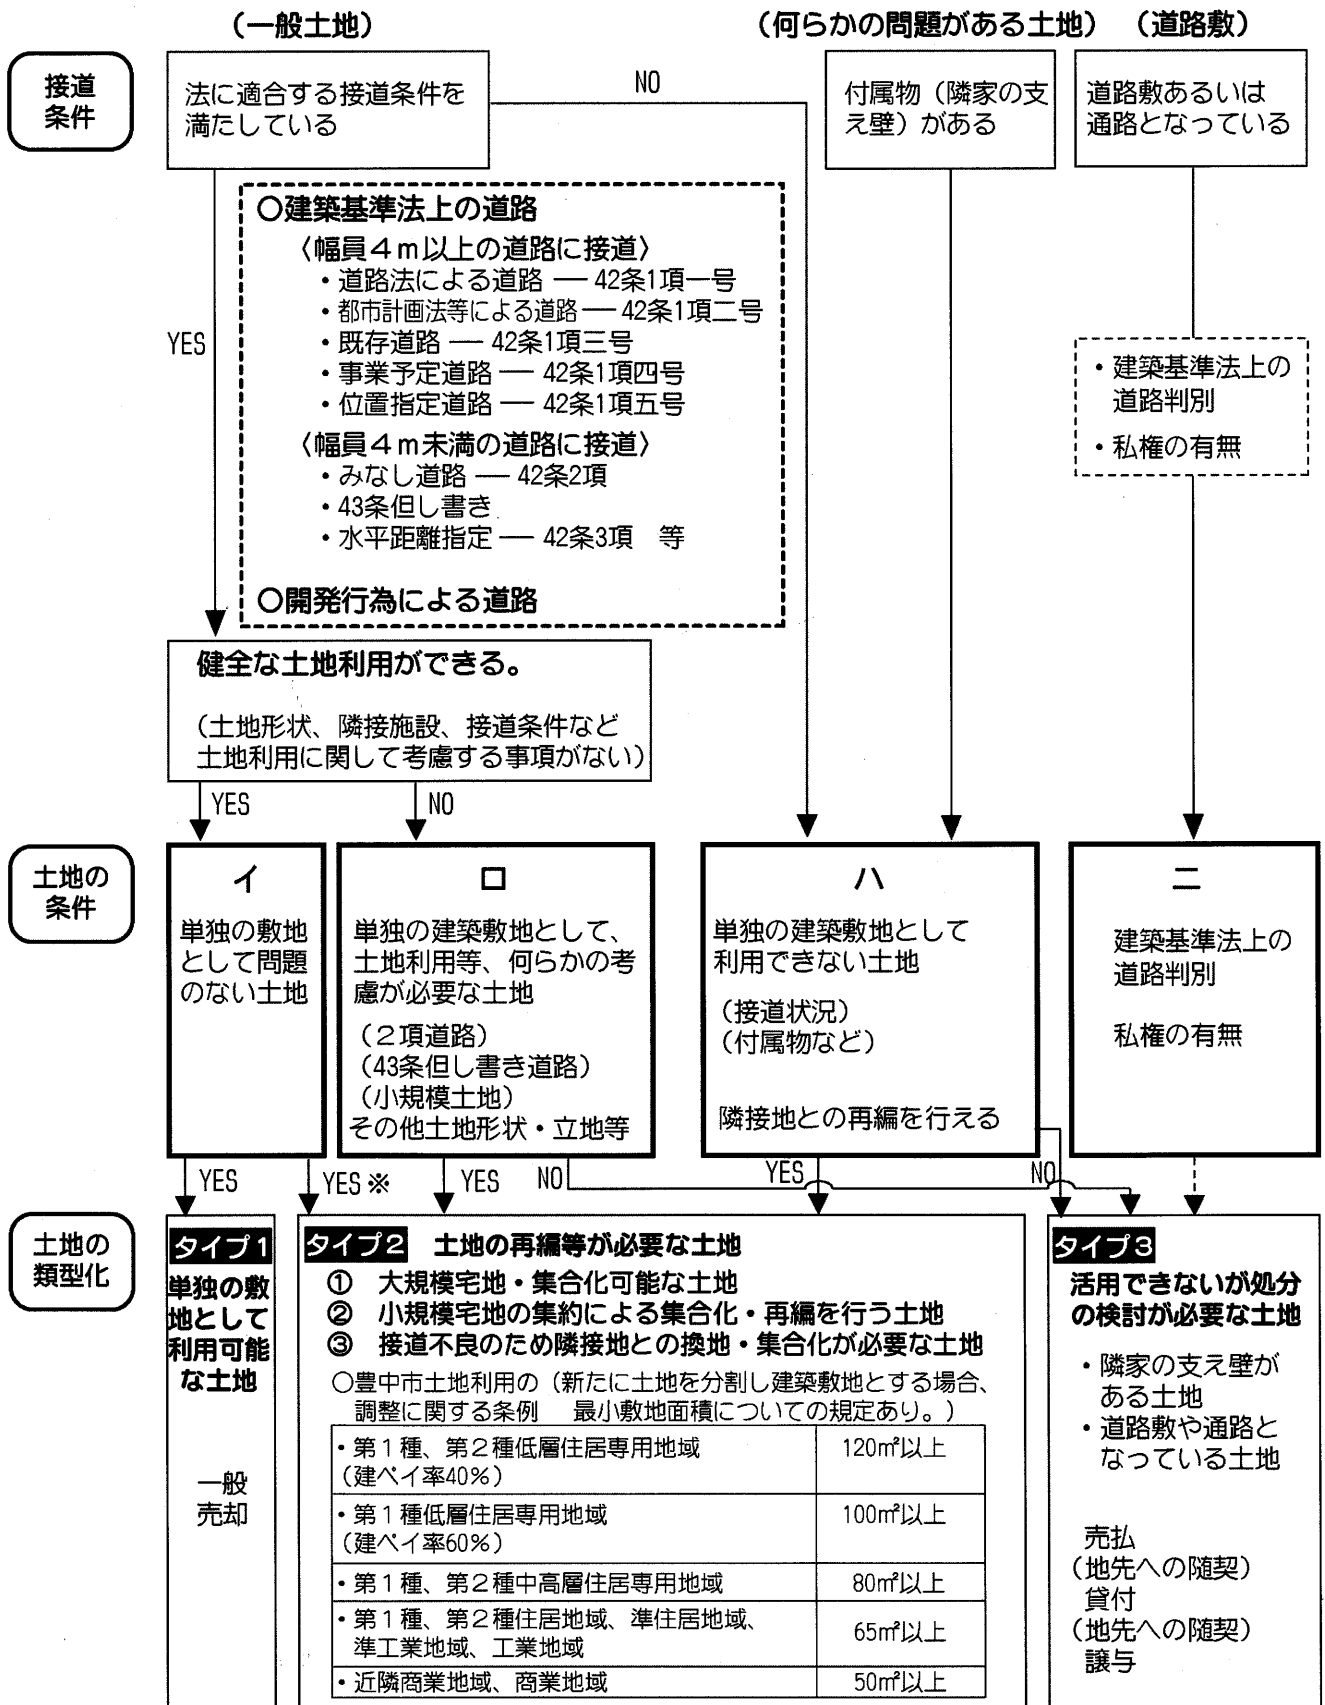 （一般土地）
（何らかの問題がある土地）
（道路敷）
接道
条件
法に適合する接道条件を
満たしている
NO
付属物（隣家の支
え壁）がある
道路敷あるいは
通路となっている
YES
○建築基準法上の道路
〈幅員４ｍ以上の道路に接道〉
・道路法による道路 ── 42条1項一号
・都市計画法等による道路 ── 42条1項二号
・既存道路 ── 42条1項三号
・事業予定道路 ── 42条1項四号
・位置指定道路 ── 42条1項五号
〈幅員４ｍ未満の道路に接道〉
・みなし道路 ── 42条2項
・43条但し書き
・水平距離指定 ── 42条3項　等
○開発行為による道路
・建築基準法上の
道路判別
・私権の有無
健全な土地利用ができる。
（土地形状、隣接施設、接道条件など
土地利用に関して考慮する事項がない）
YES
NO
土地の
条件
イ
単独の敷地
として問題
のない土地
ロ
単独の建築敷地として、
土地利用等、何らかの考
慮が必要な土地
（２項道路）
（43条但し書き道路）
（小規模土地）
その他土地形状・立地等
ハ
単独の建築敷地として
利用できない土地
（接道状況）
（付属物など）
隣接地との再編を行える
ニ
建築基準法上の
道路判別
私権の有無
YES
YES※
YES
NO
YES
NO
土地の
類型化
タイプ1
単独の敷
地として
利用可能
な土地
一般
売却
タイプ2　土地の再編等が必要な土地
①　大規模宅地・集合化可能な土地
②　小規模宅地の集約による集合化・再編を行う土地
③　接道不良のため隣接地との換地・集合化が必要な土地
○豊中市土地利用の（新たに土地を分割し建築敷地とする場合、
調整に関する条例　最小敷地面積についての規定あり。）
・第１種、第２種低層住居専用地域　120㎡以上
（建ペイ率40%）
・第１種低層住居専用地域　100㎡以上
（建ペイ率60%）
・第１種、第２種中高層住居専用地域　80㎡以上
・第１種、第２種住居地域、準住居地域、
準工業地域、工業地域　65㎡以上
・近隣商業地域、商業地域　50㎡以上
タイプ3
活用できないが処分
の検討が必要な土地
・隣家の支え壁が
ある土地
・道路敷や通路と
なっている土地
売払
（地先への随契）
貸付
（地先への随契）
譲与